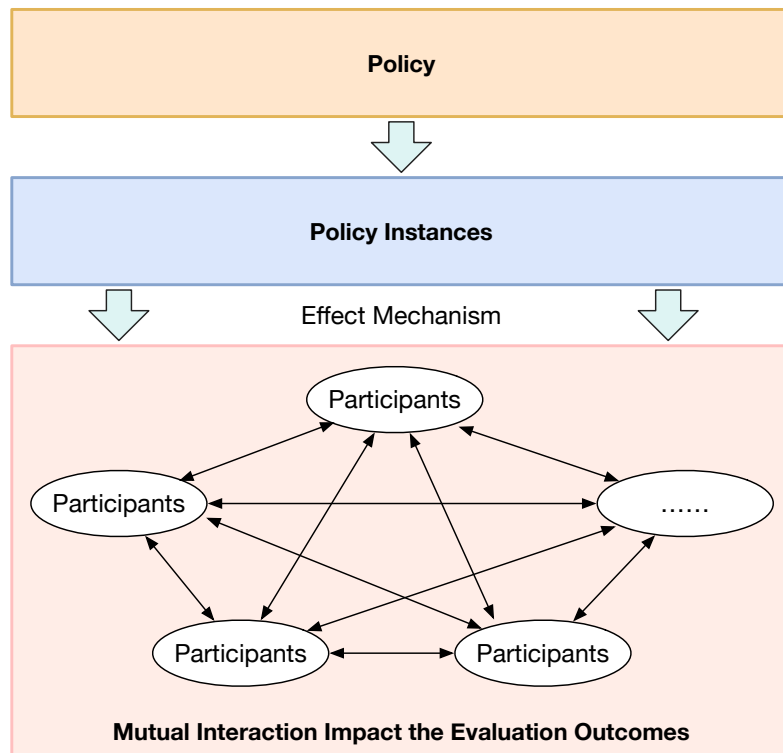 Policy
Policy Instances
Effect Mechanism
Participants
Participants
......
Participants
Participants
Mutual Interaction Impact the Evaluation Outcomes